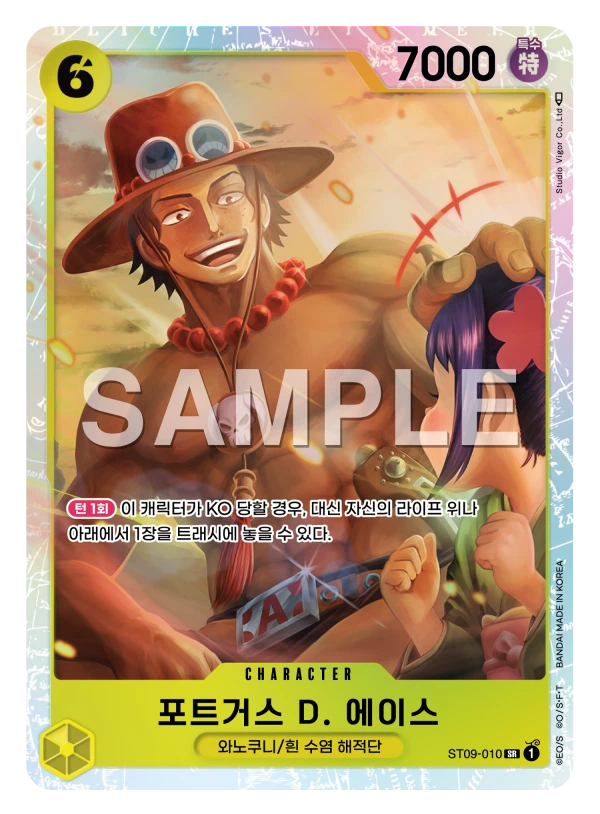 6
7000
특수
特
Studio Vigor Co.,Ltd
SAMPLE
턴 1회 이 캐릭터가 KO 당할 경우, 대신 자신의 라이프 위나
아래에서 1장을 트래시에 놓을 수 있다.
CHARACTER
포트거스 D. 에이스
와노쿠니/흰 수염 해적단
ST09-010 SR 1
©EO/S ©O/S·F·T BANDAI MADE IN KOREA